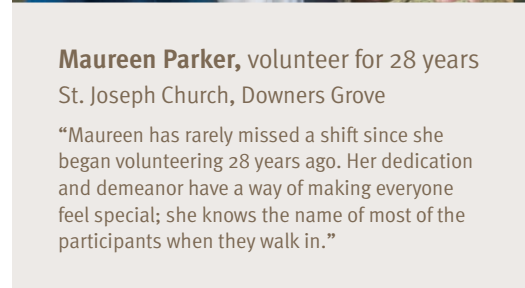 Maureen Parker, volunteer for 28 years
St. Joseph Church, Downers Grove
“Maureen has rarely missed a shift since she
began volunteering 28 years ago. Her dedication
and demeanor have a way of making everyone
feel special; she knows the name of most of the
participants when they walk in.”